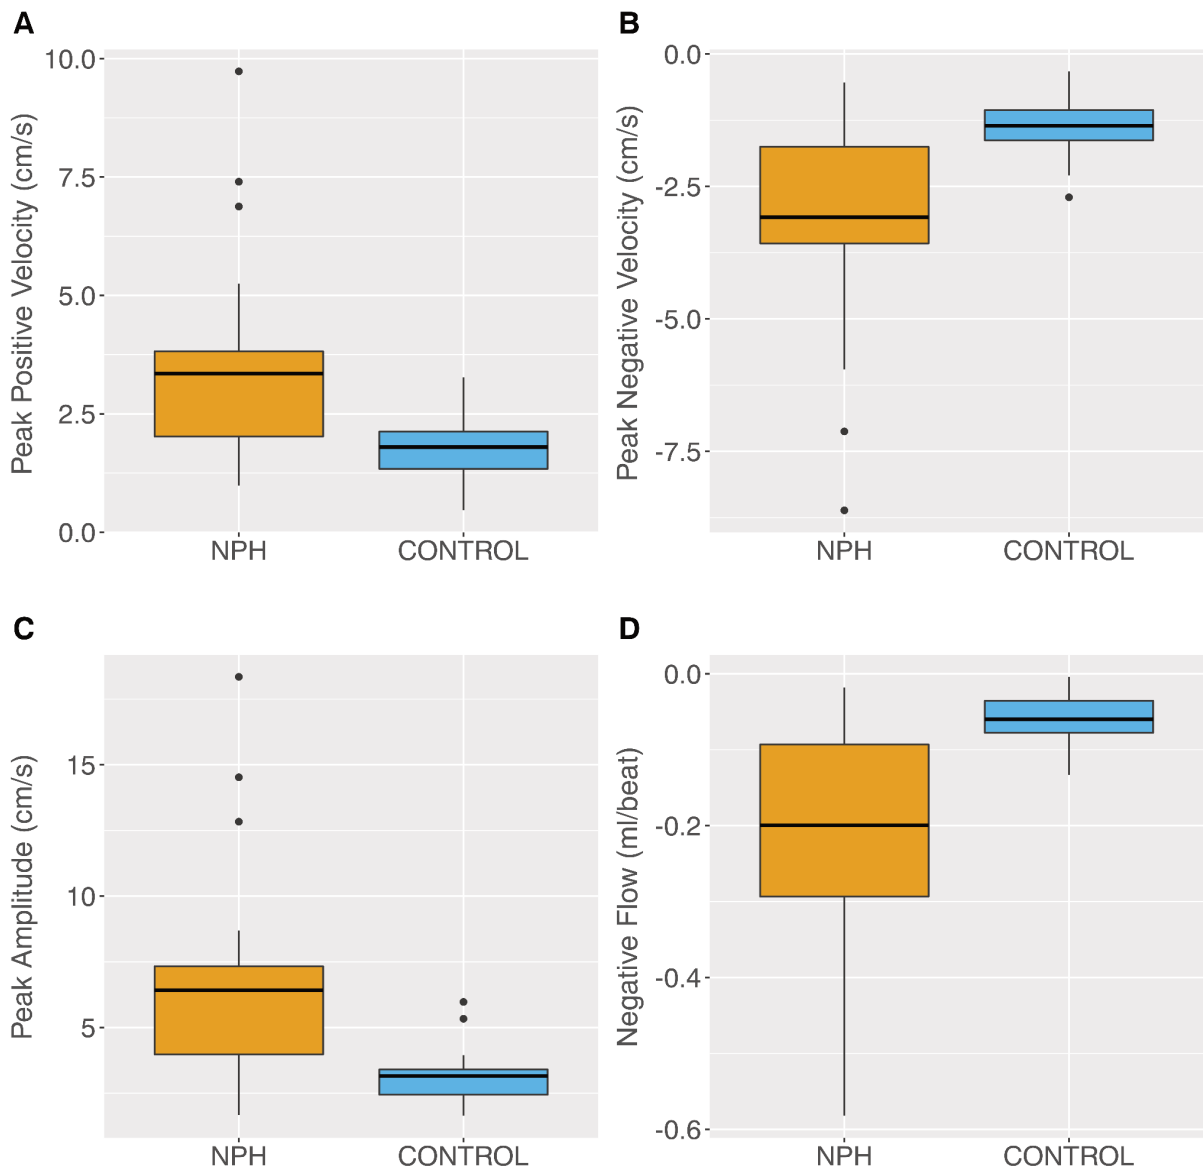 A
Peak Positive Velocity (cm/s)
10.0
7.5
5.0
2.5
0.0
NPH CONTROL
B
Peak Negative Velocity (cm/s)
0.0
-2.5
-5.0
-7.5
NPH CONTROL
C
Peak Amplitude (cm/s)
15
10
5
NPH CONTROL
D
Negative Flow (ml/beat)
0.0
-0.2
-0.4
-0.6
NPH CONTROL